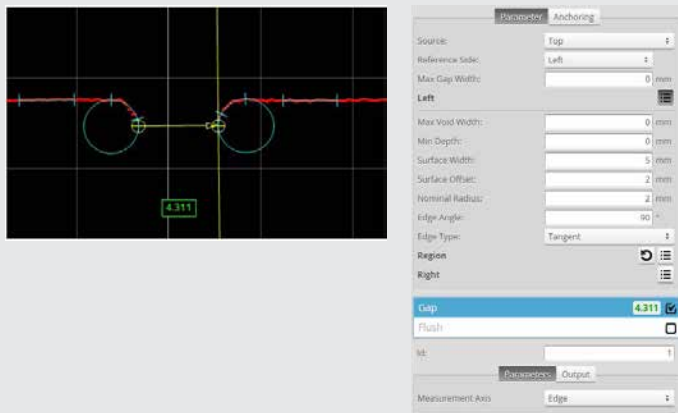 4.311
Parameter Anchoring
Source: Top
Reference Side: Left
Max Gap Width: 0 mm
Left
Max Void Width: 0 mm
Min Depth: 0 mm
Surface Width: 5 mm
Surface Offset: 2 mm
Nominal Radius: 2 mm
Edge Angle: 90 °
Edge Type: Tangent
Region
Right
Gap 4.311
Flush
Id: 1
Parameters Output
Measurement Axis Edge